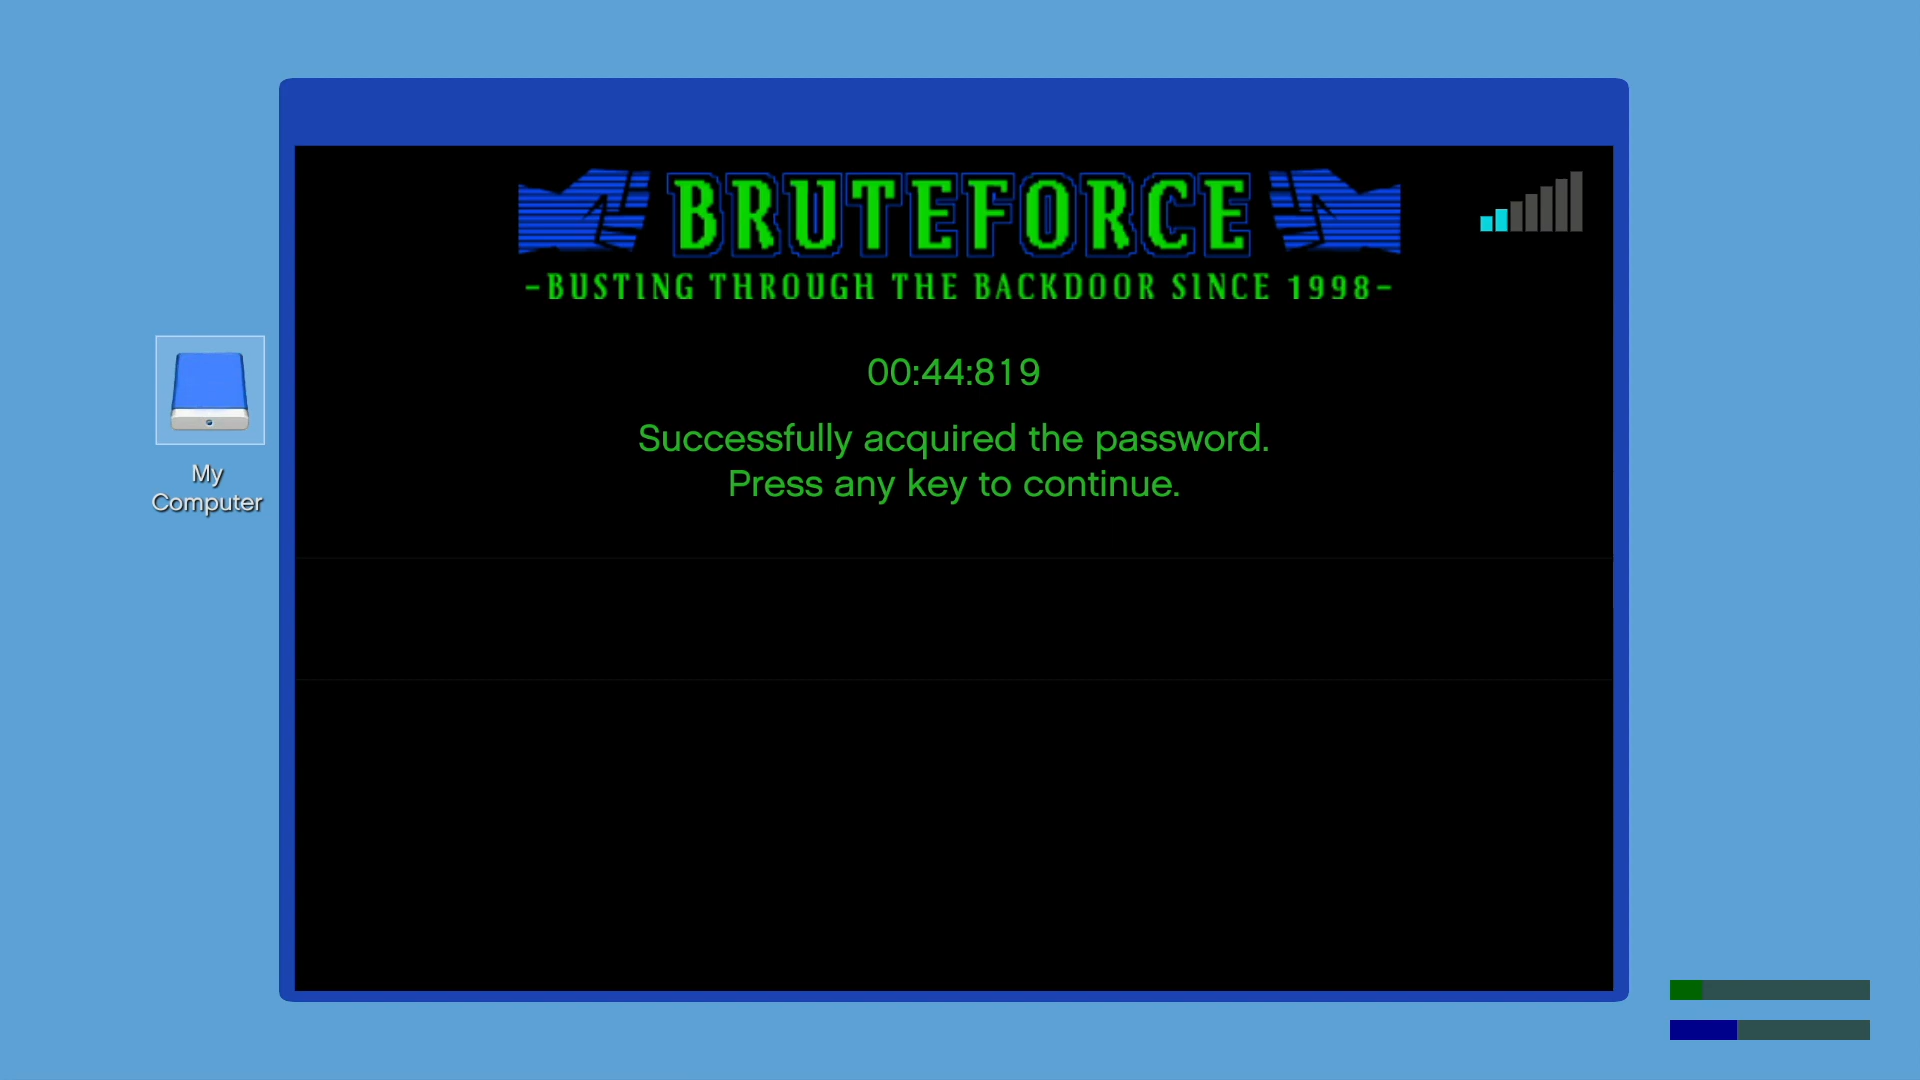 BRUTEFORCE
-BUSTING THROUGH THE BACKDOOR SINCE 1998-
00:44:819
Successfully acquired the password.
Press any key to continue.
My
Computer